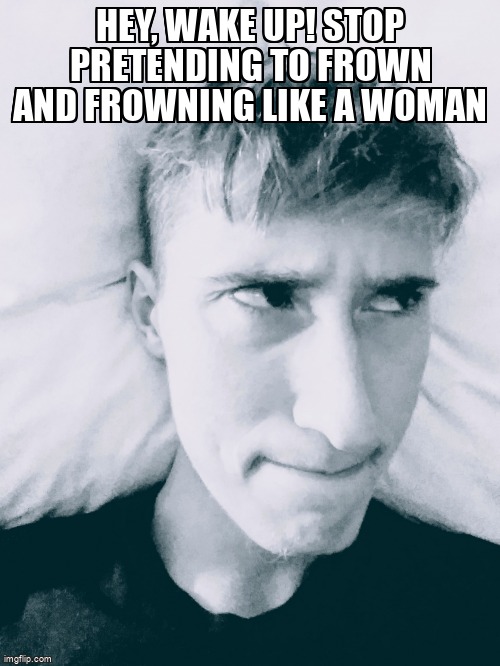 HEY, WAKE UP! STOP
PRETENDING TO FROWN
AND FROWNING LIKE A WOMAN
imgflip.com